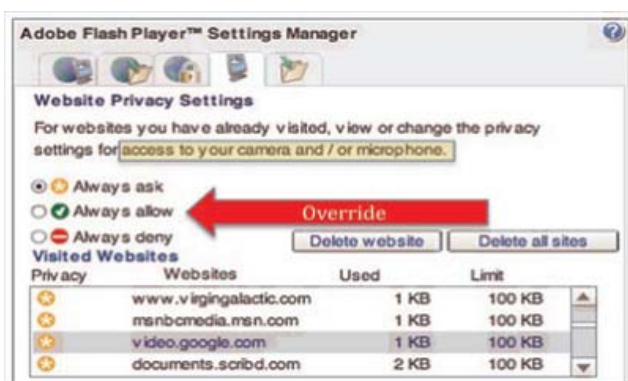 Adobe Flash Player™ Settings Manager
Website Privacy Settings
For websites you have already visited, view or change the privacy
settings for access to your camera and / or microphone.
Always ask
Always allow
Override
Always deny
Delete website
Delete all sites
Visited Websites
Privacy Websites Used Limit
www.virgingalactic.com 1 KB 100 KB
msnbcmedia.msn.com 1 KB 100 KB
video.google.com 1 KB 100 KB
documents.scribd.com 2 KB 100 KB